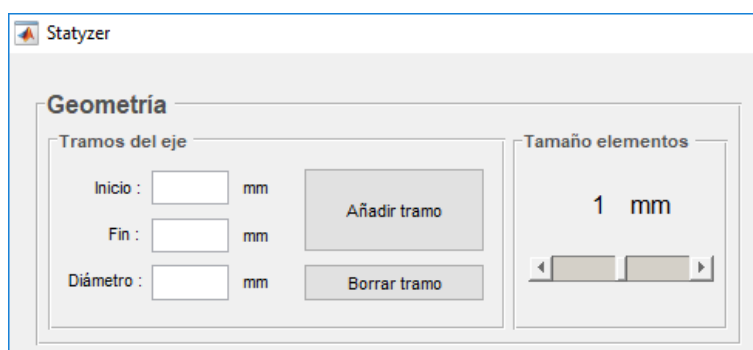 Statyzer
Geometría
Tramos del eje
Inicio : mm
Fin : mm
Diámetro : mm
Añadir tramo
Borrar tramo
Tamaño elementos
1 mm